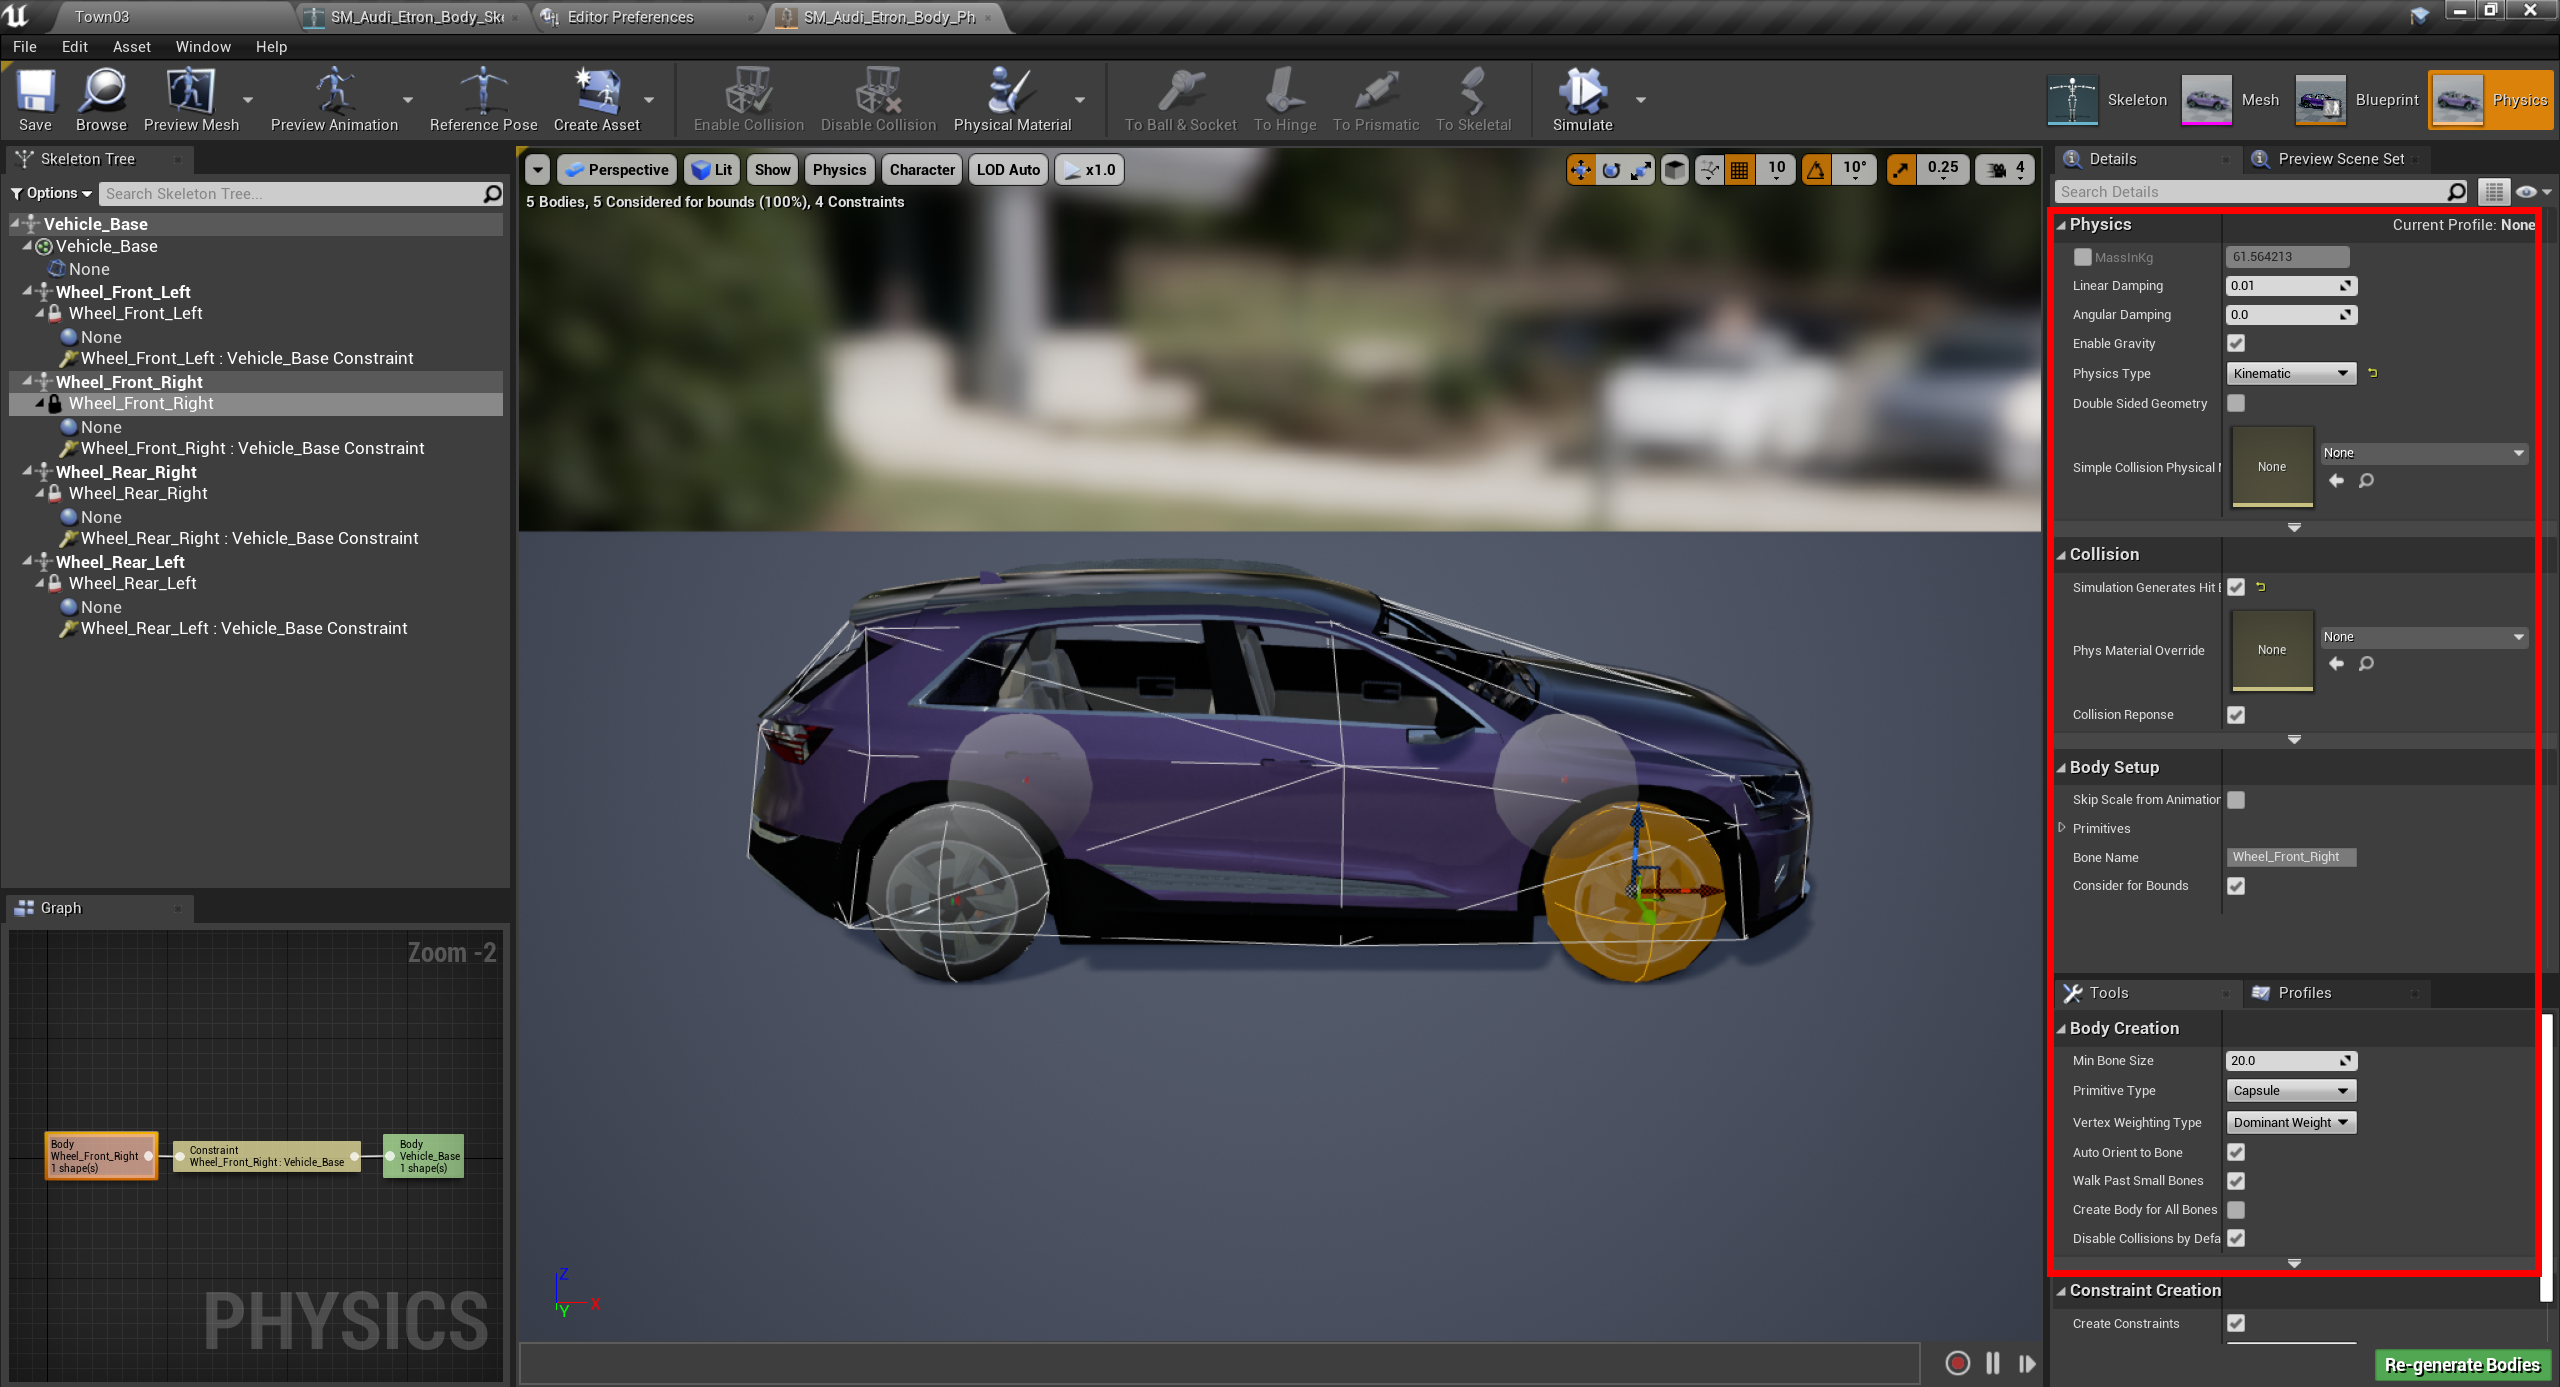 Town03
SM_Audi_Etron_Body_Ske
Editor Preferences
SM_Audi_Etron_Body_Ph
File Edit Asset Window Help
Save
Browse
Preview Mesh
Preview Animation
Reference Pose
Create Asset
Enable Collision
Disable Collision
Physical Material
To Ball & Socket
To Hinge
To Prismatic
To Skeletal
Simulate
Skeleton
Mesh
Blueprint
Physics
Skeleton Tree
Options
Search Skeleton Tree...
Vehicle_Base
Vehicle_Base
None
Wheel_Front_Left
Wheel_Front_Left
None
Wheel_Front_Left : Vehicle_Base Constraint
Wheel_Front_Right
Wheel_Front_Right
None
Wheel_Front_Right : Vehicle_Base Constraint
Wheel_Rear_Right
Wheel_Rear_Right
None
Wheel_Rear_Right : Vehicle_Base Constraint
Wheel_Rear_Left
Wheel_Rear_Left
None
Wheel_Rear_Left : Vehicle_Base Constraint
Graph
Zoom -2
Body
Wheel_Front_Right
1 shape(s)
Constraint
Wheel_Front_Right : Vehicle_Base
Body
Vehicle_Base
1 shape(s)
PHYSICS
Perspective
Lit
Show
Physics
Character
LOD Auto
x1.0
10
10°
0.25
4
5 Bodies, 5 Considered for bounds (100%), 4 Constraints
Z
X
Y
Details
Preview Scene Set
Search Details
Physics
Current Profile: None
MassInKg 61.564213
Linear Damping 0.01
Angular Damping 0.0
Enable Gravity
Physics Type Kinematic
Double Sided Geometry
Simple Collision Physical M None None
Collision
Simulation Generates Hit E
Phys Material Override None None
Collision Reponse
Body Setup
Skip Scale from Animation
Primitives
Bone Name Wheel_Front_Right
Consider for Bounds
Tools
Profiles
Body Creation
Min Bone Size 20.0
Primitive Type Capsule
Vertex Weighting Type Dominant Weight
Auto Orient to Bone
Walk Past Small Bones
Create Body for All Bones
Disable Collisions by Defa
Constraint Creation
Create Constraints
Re-generate Bodies